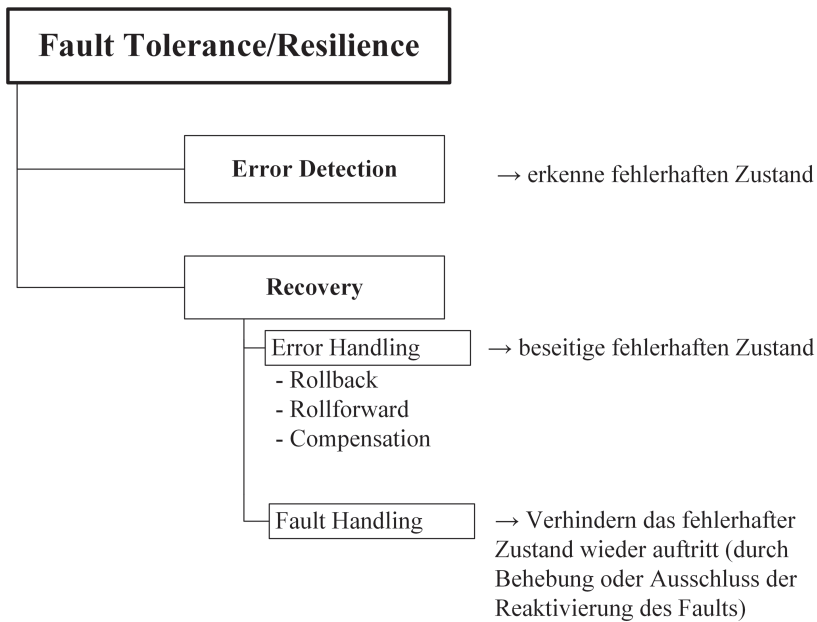 Fault Tolerance/Resilience
Error Detection
→ erkenne fehlerhaften Zustand
Recovery
Error Handling
→ beseitige fehlerhaften Zustand
- Rollback
- Rollforward
- Compensation
Fault Handling
→ Verhindern das fehlerhafter
Zustand wieder auftritt (durch
Behebung oder Ausschluss der
Reaktivierung des Faults)